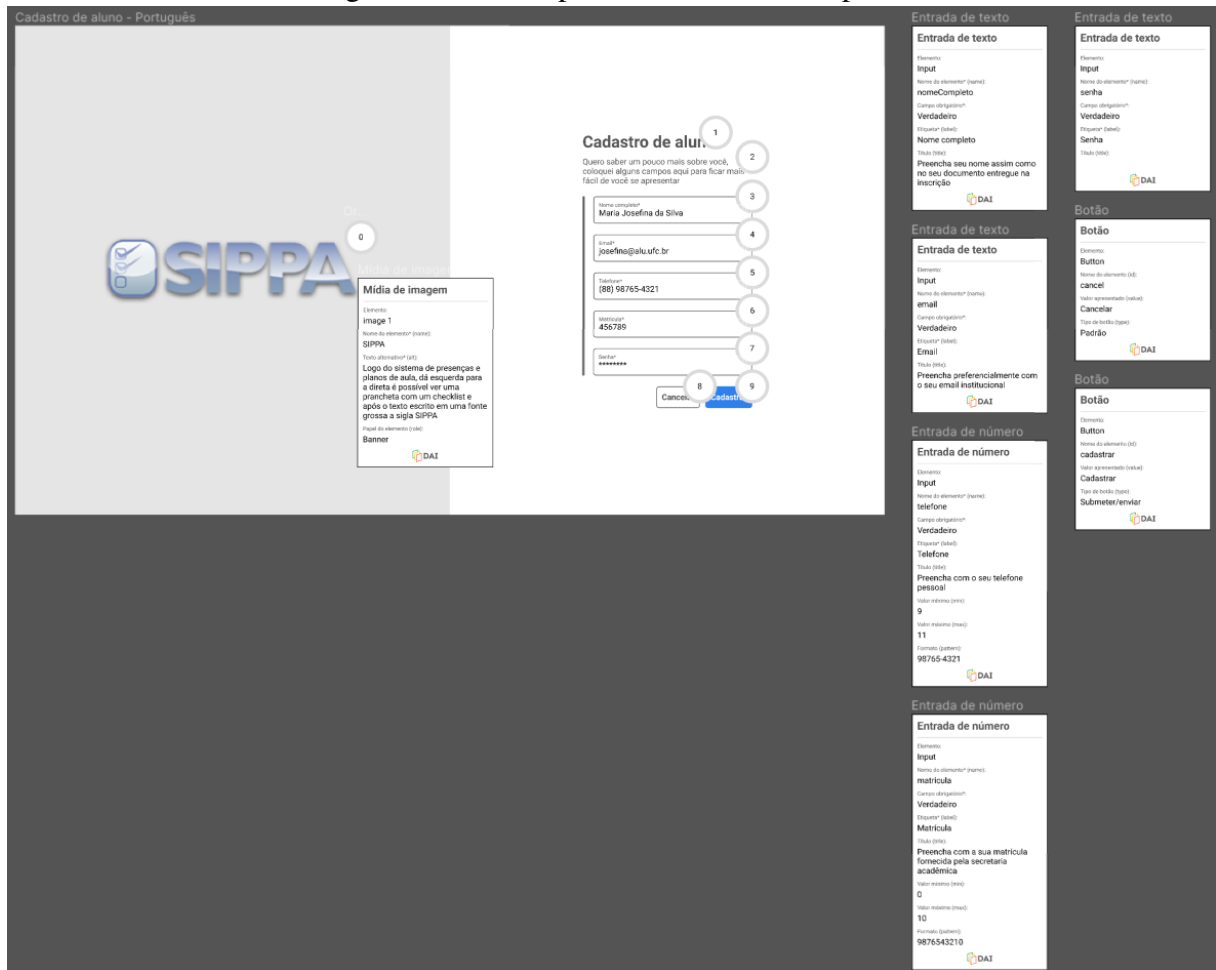 Cadastro de aluno - Português
SIPPA
0
Mídia de imagem
Mídia de imagem
Elemento:
image 1
Nome do elemento* (name):
SIPPA
Texto alternativo* (alt):
Logo do sistema de presenças e
planos de aula, dá esquerda para
a direta é possível ver uma
prancheta com um checklist e
após o texto escrito em uma fonte
grossa a sigla SIPPA
Papel do elemento (role):
Banner
DAI
Cadastro de alun
1
Quero saber um pouco mais sobre você,
coloquei alguns campos aqui para ficar mais
fácil de você se apresentar
2
Nome completo*
Maria Josefina da Silva
3
Email*
josefina@alu.ufc.br
4
Telefone*
(88) 98765-4321
5
Matrícula*
456789
6
Senha*
********
7
Cancela
8
Cadastra
9
Entrada de texto
Entrada de texto
Elemento:
Input
Nome do elemento* (name):
nomeCompleto
Campo obrigatório*:
Verdadeiro
Etiqueta* (label):
Nome completo
Título (title):
Preencha seu nome assim como
no seu documento entregue na
inscrição
DAI
Entrada de texto
Entrada de texto
Elemento:
Input
Nome do elemento* (name):
email
Campo obrigatório*:
Verdadeiro
Etiqueta* (label):
Email
Título (title):
Preencha preferencialmente com
o seu email institucional
DAI
Entrada de número
Entrada de número
Elemento:
Input
Nome do elemento* (name):
telefone
Campo obrigatório*:
Verdadeiro
Etiqueta* (label):
Telefone
Título (title):
Preencha com o seu telefone
pessoal
Valor mínimo (min):
9
Valor máximo (max):
11
Formato (pattern):
98765-4321
DAI
Entrada de número
Entrada de número
Elemento:
Input
Nome do elemento* (name):
matricula
Campo obrigatório*:
Verdadeiro
Etiqueta* (label):
Matrícula
Título (title):
Preencha com a sua matrícula
fornecida pela secretaria
acadêmica
Valor mínimo (min):
0
Valor máximo (max):
10
Formato (pattern):
9876543210
DAI
Entrada de texto
Entrada de texto
Elemento:
Input
Nome do elemento* (name):
senha
Campo obrigatório*:
Verdadeiro
Etiqueta* (label):
Senha
Título (title):
DAI
Botão
Botão
Elemento:
Button
Nome do elemento (id):
cancel
Valor apresentado (value):
Cancelar
Tipo de botão (type):
Padrão
DAI
Botão
Botão
Elemento:
Button
Nome do elemento (id):
cadastrar
Valor apresentado (value):
Cadastrar
Tipo de botão (type):
Submeter/enviar
DAI